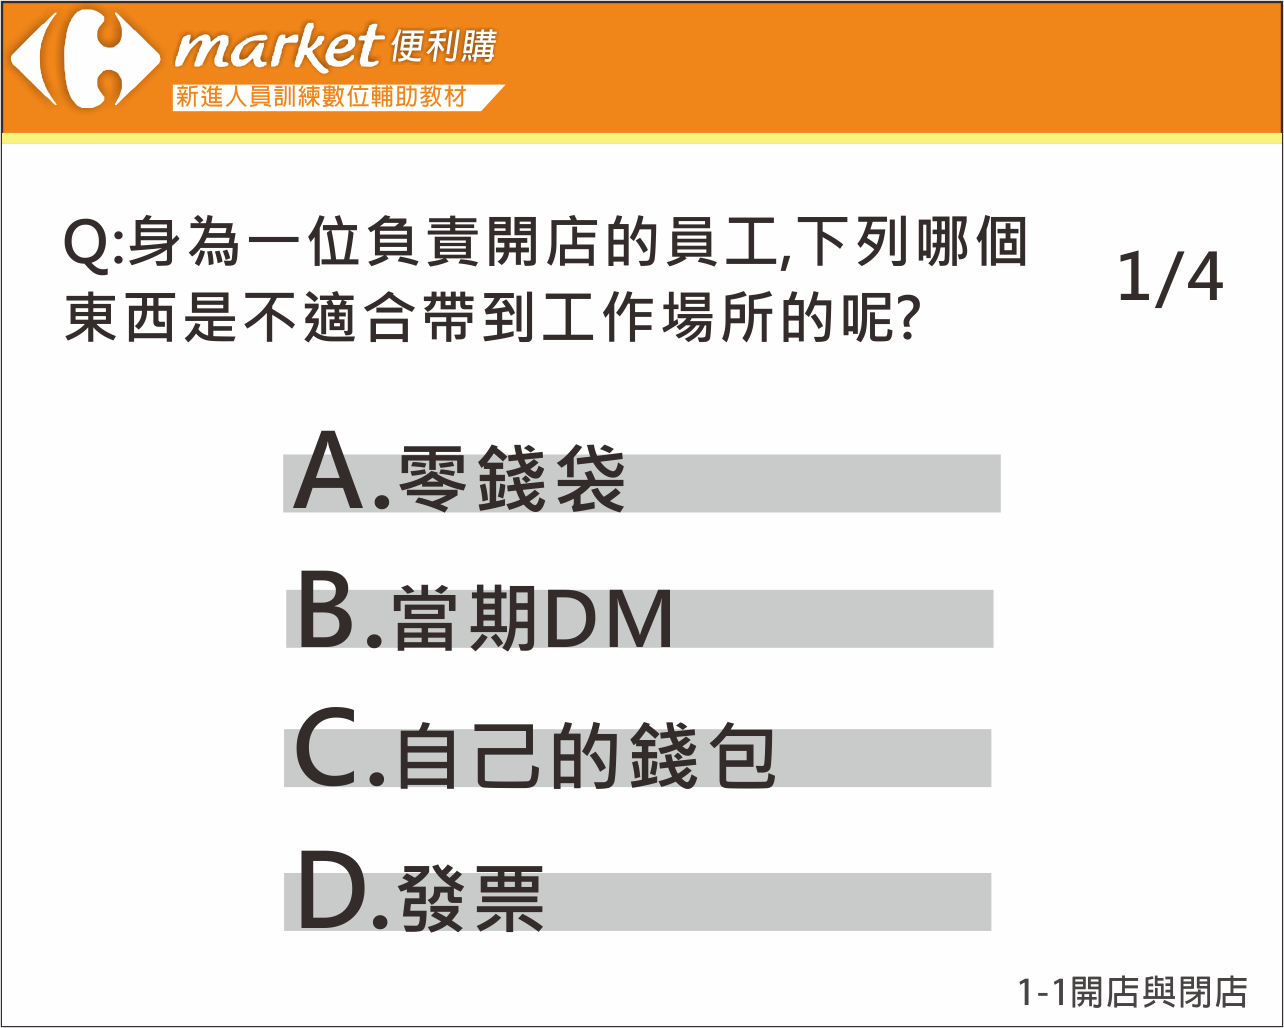 market 便利購
新進人員訓練數位輔助教材
Q:身為一位負責開店的員工,下列哪個
東西是不適合帶到工作場所的呢?
1/4
A.零錢袋
B.當期DM
C.自己的錢包
D.發票
1-1開店與閉店